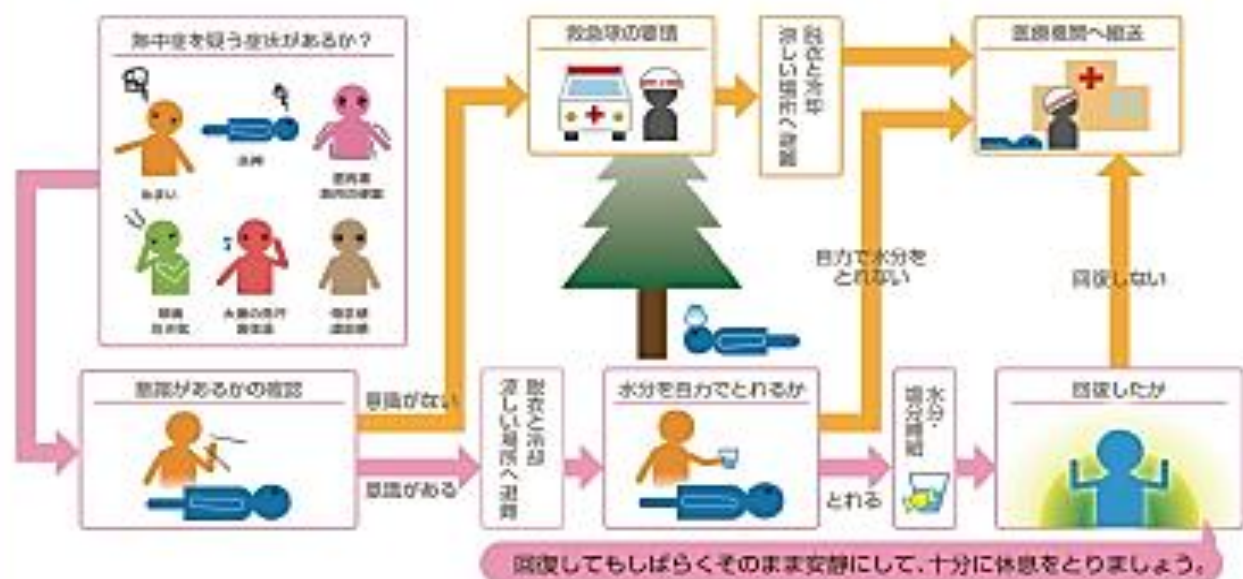 熱中症を疑う症状があるか？
めまい
失神
筋肉痛
筋肉の硬直
頭痛
吐き気
大量の発汗
倦怠感
虚脱感
意識があるかの確認
意識がない
意識がある
救急隊の要請
涼しい場所へ避難
脱衣と冷却
医療機関へ搬送
涼しい場所へ避難
脱衣と冷却
水分を自力でとれるか
自力で水分を
とれない
とれる
水分・
塩分補給
回復したか
回復しない
回復してもしばらくそのまま安静にして、十分に休息をとりましょう。